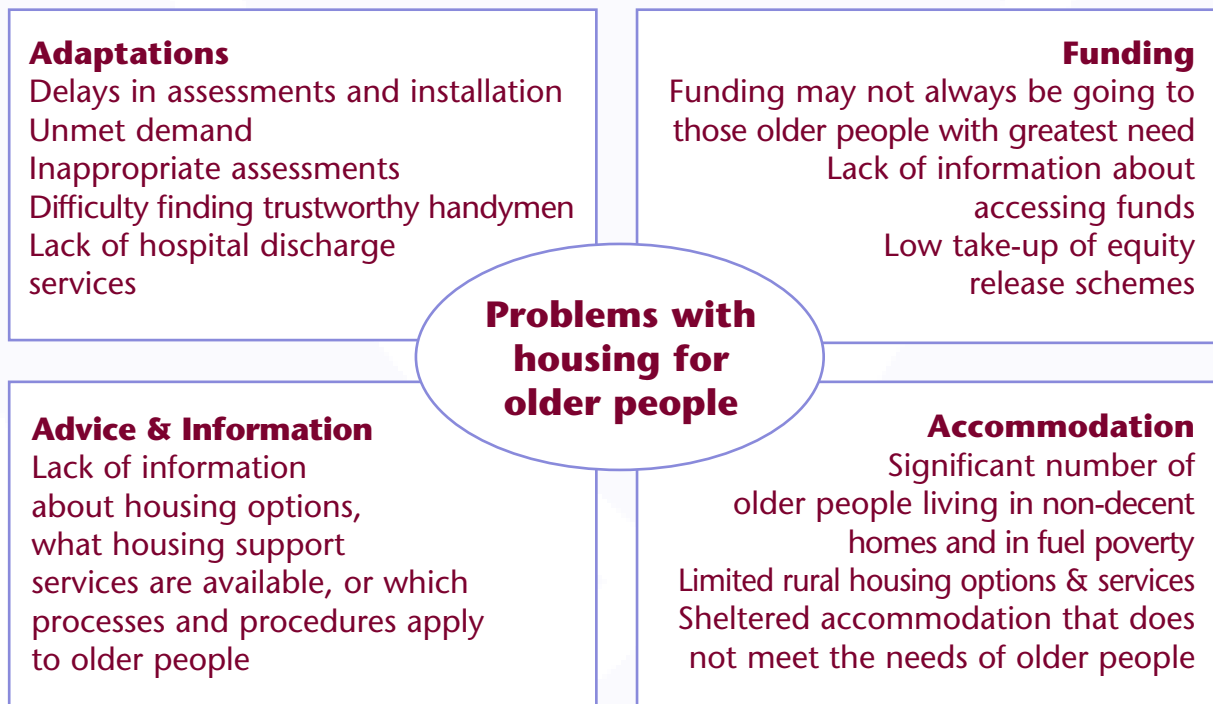 Adaptations
Delays in assessments and installation
Unmet demand
Inappropriate assessments
Difficulty finding trustworthy handymen
Lack of hospital discharge
services
Funding
Funding may not always be going to
those older people with greatest need
Lack of information about
accessing funds
Low take-up of equity
release schemes
Problems with
housing for
older people
Advice & Information
Lack of information
about housing options,
what housing support
services are available, or which
processes and procedures apply
to older people
Accommodation
Significant number of
older people living in non-decent
homes and in fuel poverty
Limited rural housing options & services
Sheltered accommodation that does
not meet the needs of older people